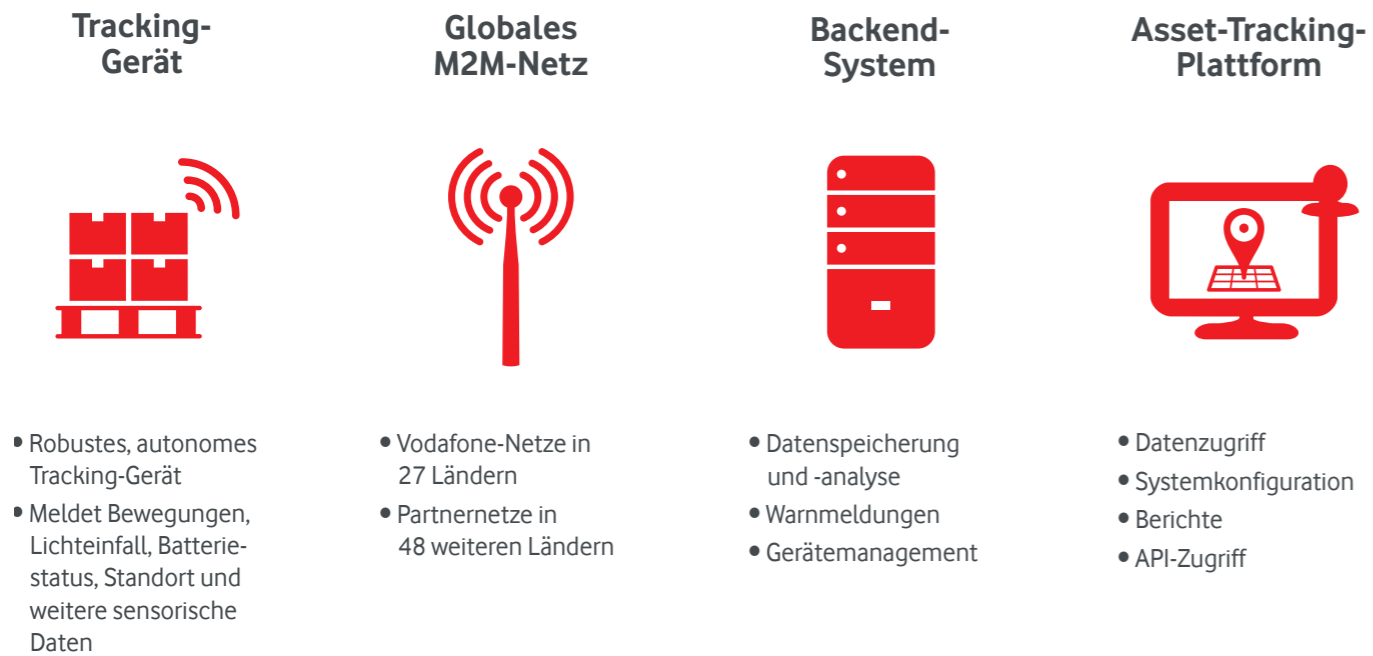 Tracking-
Gerät
Globales
M2M-Netz
Backend-
System
Asset-Tracking-
Plattform
• Robustes, autonomes
Tracking-Gerät
• Meldet Bewegungen,
Lichteinfall, Batterie-
status, Standort und
weitere sensorische
Daten
• Vodafone-Netze in
27 Ländern
• Partnernetze in
48 weiteren Ländern
• Datenspeicherung
und -analyse
• Warnmeldungen
• Gerätemanagement
• Datenzugriff
• Systemkonfiguration
• Berichte
• API-Zugriff